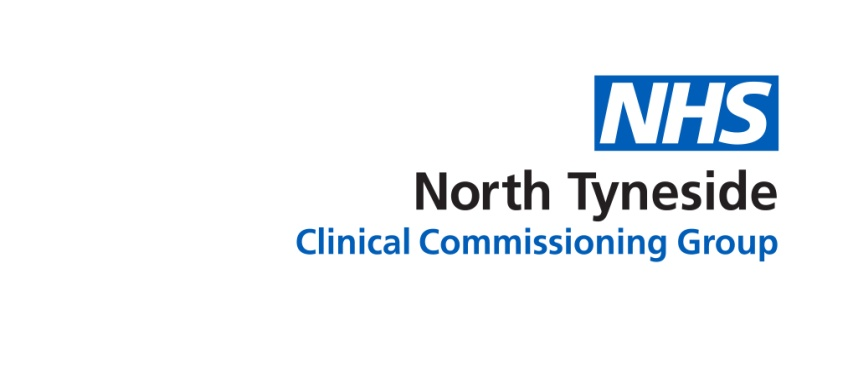 NHS
North Tyneside
Clinical Commissioning Group